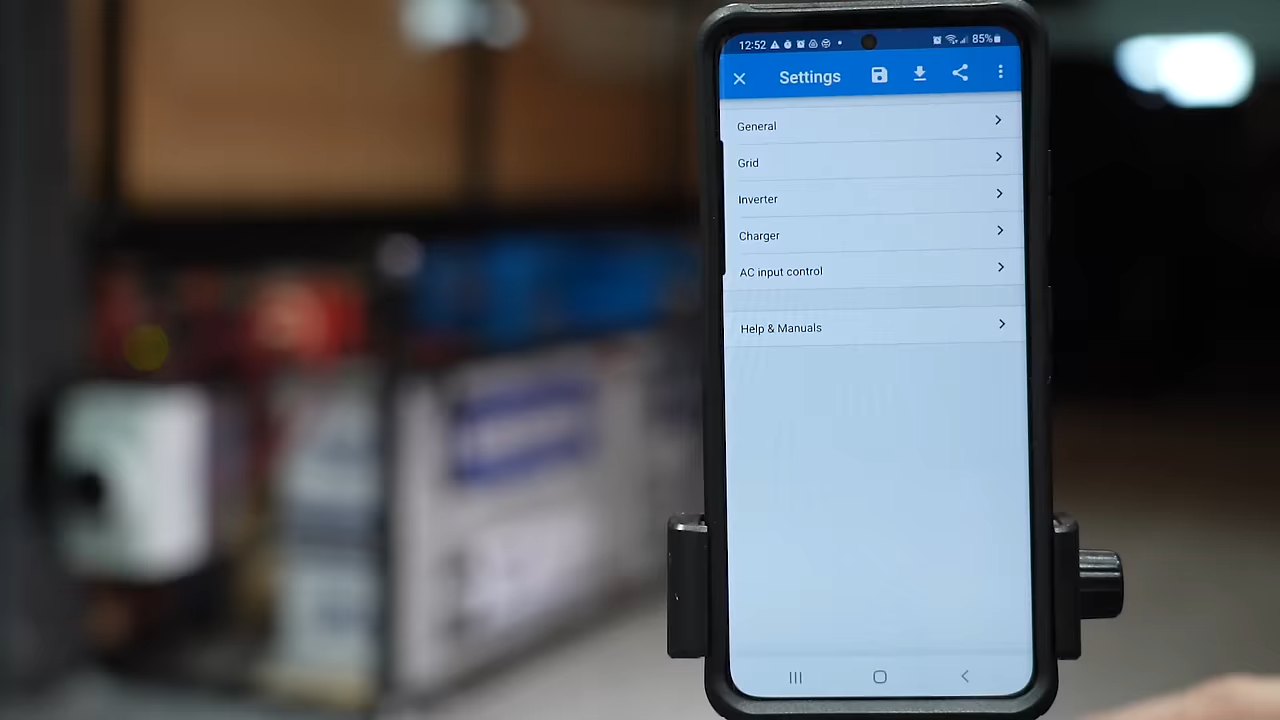 12:52 85%
Settings
General
Grid
Inverter
Charger
AC input control
Help & Manuals